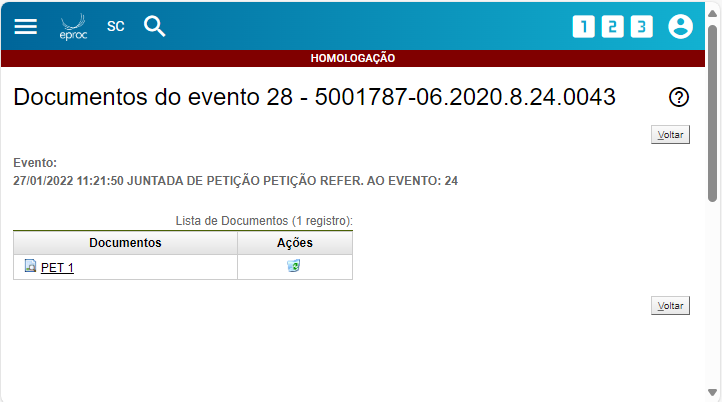 eproc SC 1 2 3
HOMOLOGAÇÃO
Documentos do evento 28 - 5001787-06.2020.8.24.0043 ?
Voltar
Evento:
27/01/2022 11:21:50 JUNTADA DE PETIÇÃO PETIÇÃO REFER. AO EVENTO: 24
Lista de Documentos (1 registro):
Documentos Ações
PET 1
Voltar